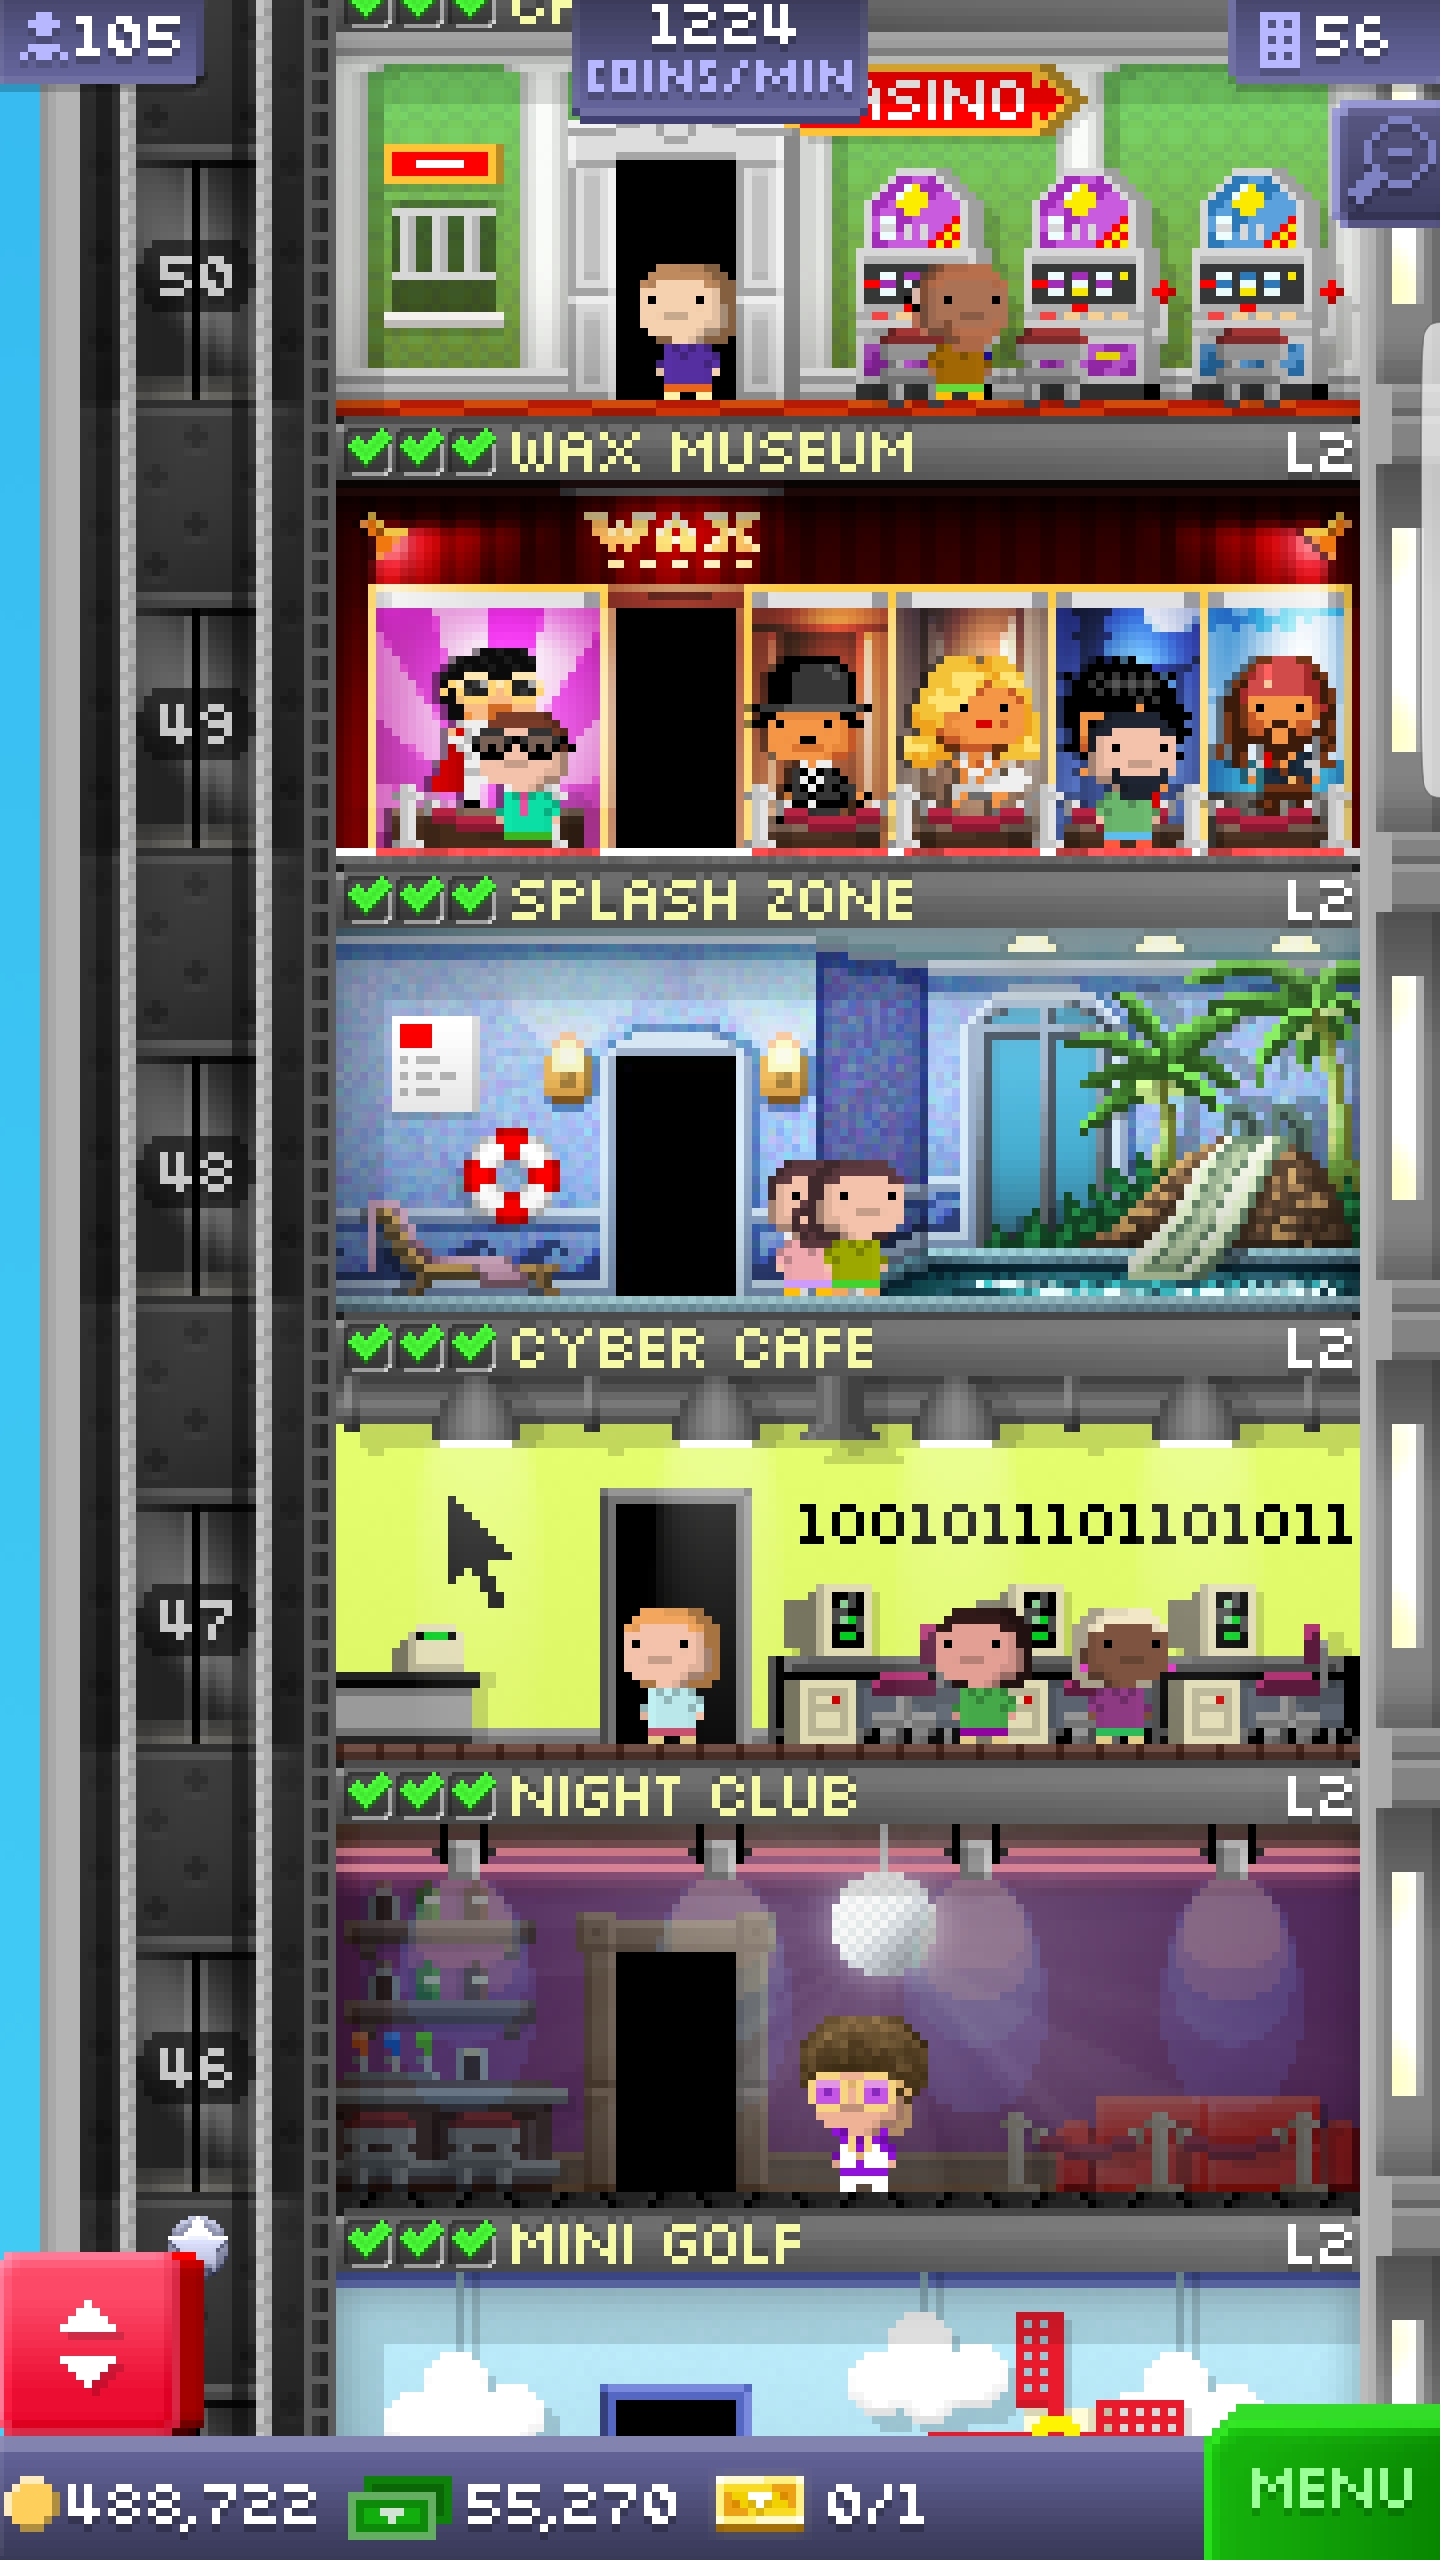 105
1224
COINS/MIN
56
ASINO
50
WAX MUSEUM L2
WAX
49
SPLASH ZONE L2
48
CYBER CAFE L2
1001011101101011
47
NIGHT CLUB L2
46
MINI GOLF L2
488,722 55,270 0/1 MENU